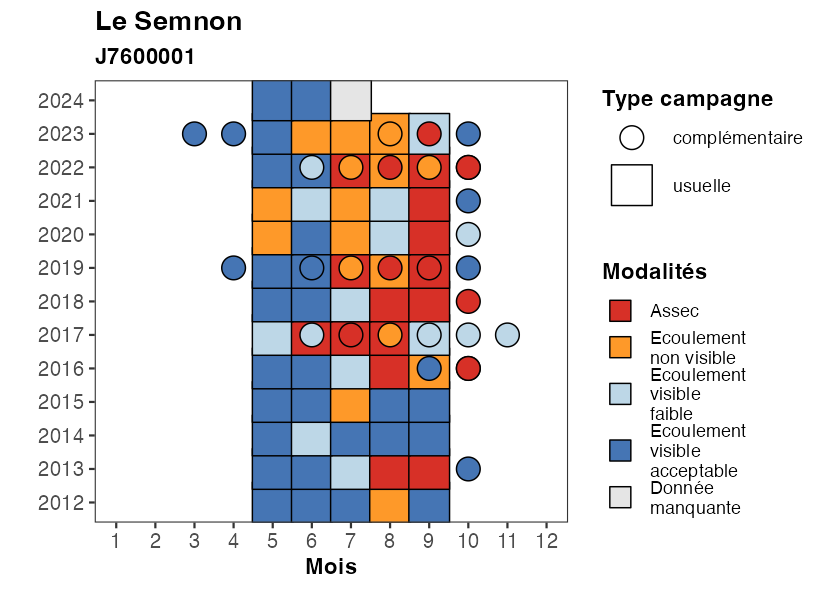 Le Semnon
J7600001
2024
2023
2022
2021
2020
2019
2018
2017
2016
2015
2014
2013
2012
1 2 3 4 5 6 7 8 9 10 11 12
Mois
Type campagne
complémentaire
usuelle
Modalités
Assec
Ecoulement
non visible
Ecoulement
visible
faible
Ecoulement
visible
acceptable
Donnée
manquante